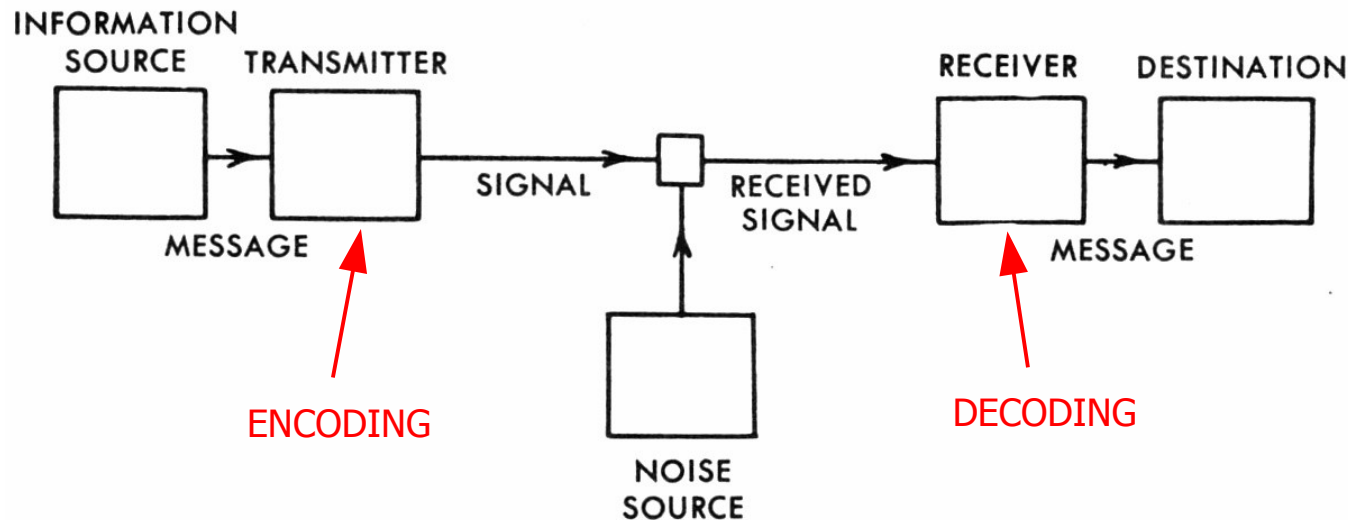 INFORMATION
SOURCE
TRANSMITTER
RECEIVER
DESTINATION
SIGNAL
RECEIVED
SIGNAL
MESSAGE
MESSAGE
ENCODING
DECODING
NOISE
SOURCE